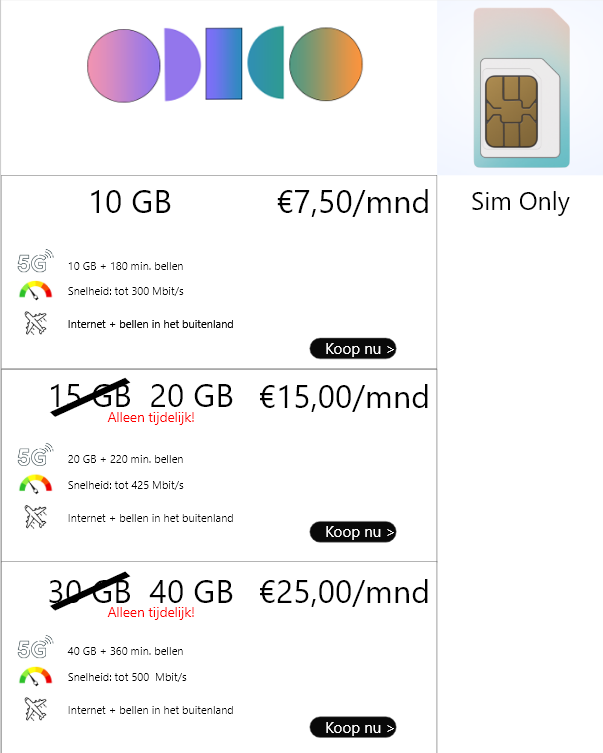 ODICO
Sim Only
10 GB €7,50/mnd
5G
10 GB + 180 min. bellen
Snelheid: tot 300 Mbit/s
Internet + bellen in het buitenland
Koop nu >
15 GB 20 GB €15,00/mnd
Alleen tijdelijk!
5G
20 GB + 220 min. bellen
Snelheid: tot 425 Mbit/s
Internet + bellen in het buitenland
Koop nu >
30 GB 40 GB €25,00/mnd
Alleen tijdelijk!
5G
40 GB + 360 min. bellen
Snelheid: tot 500  Mbit/s
Internet + bellen in het buitenland
Koop nu >